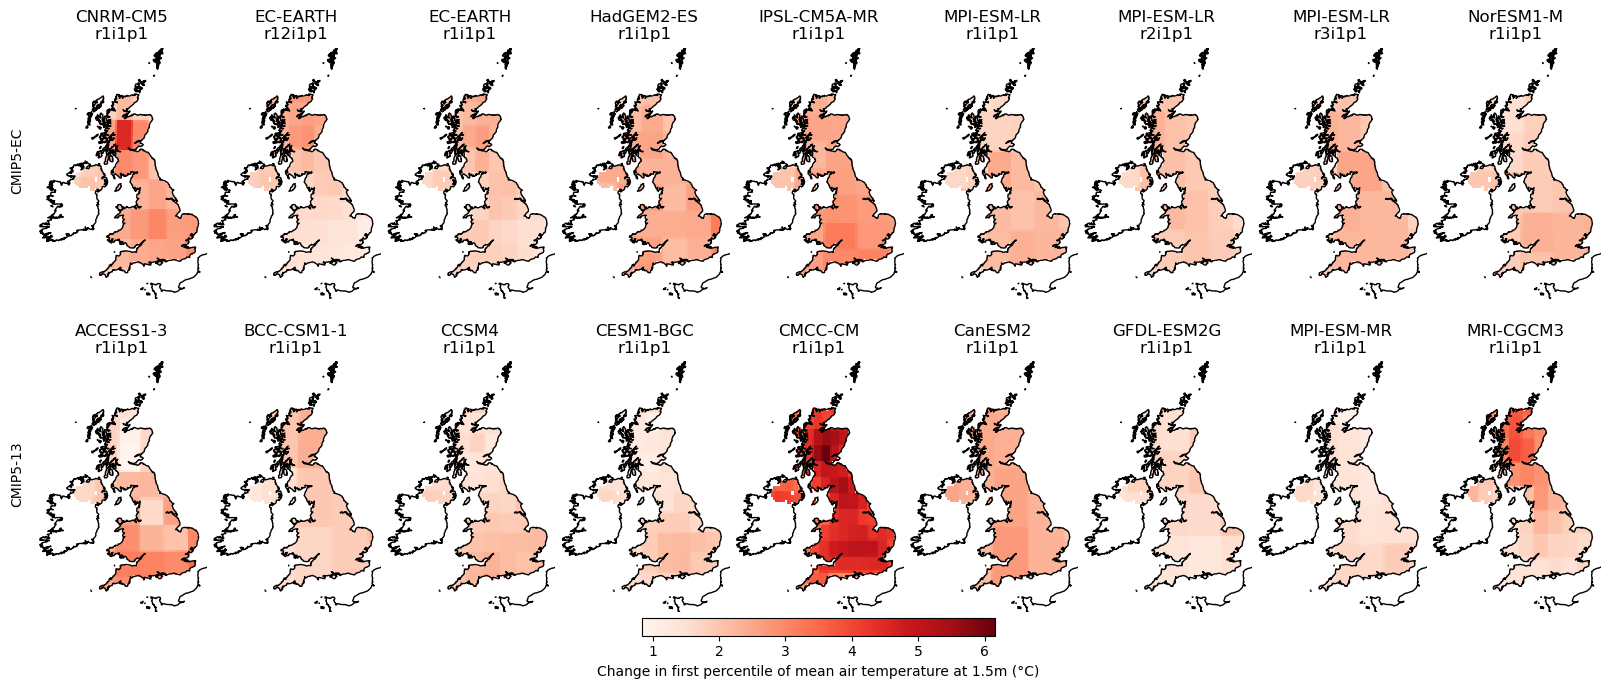 CNRM-CM5
r1i1p1
EC-EARTH
r12i1p1
EC-EARTH
r1i1p1
HadGEM2-ES
r1i1p1
IPSL-CM5A-MR
r1i1p1
MPI-ESM-LR
r1i1p1
MPI-ESM-LR
r2i1p1
MPI-ESM-LR
r3i1p1
NorESM1-M
r1i1p1
CMIP5-EC
ACCESS1-3
r1i1p1
BCC-CSM1-1
r1i1p1
CCSM4
r1i1p1
CESM1-BGC
r1i1p1
CMCC-CM
r1i1p1
CanESM2
r1i1p1
GFDL-ESM2G
r1i1p1
MPI-ESM-MR
r1i1p1
MRI-CGCM3
r1i1p1
CMIP5-13
1 2 3 4 5 6
Change in first percentile of mean air temperature at 1.5m (°C)